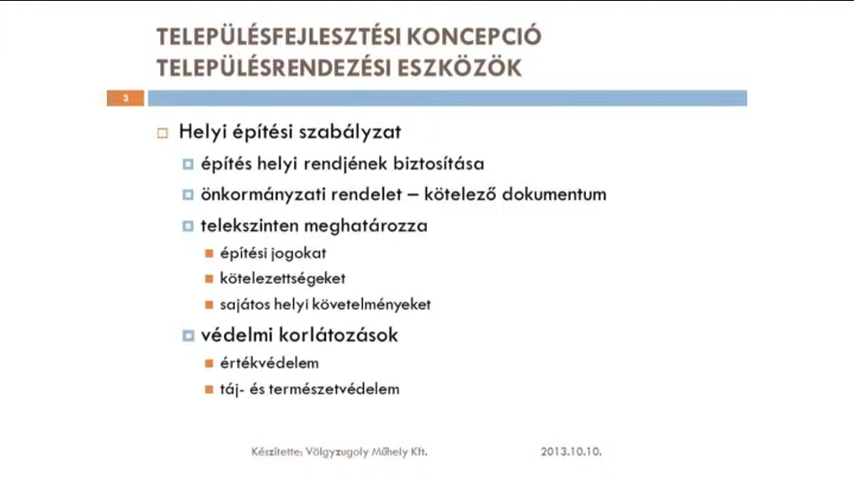 TELEPÜLÉSFEJLESZTÉSI KONCEPCIÓ
TELEPÜLÉSRENDEZÉSI ESZKÖZÖK
3
Helyi építési szabályzat
építés helyi rendjének biztosítása
önkormányzati rendelet – kötelező dokumentum
telekszinten meghatározza
építési jogokat
kötelezettségeket
sajátos helyi követelményeket
védelmi korlátozások
értékvédelem
táj- és természetvédelem
Készítette: Völgyzugoly Műhely Kft. 2013.10.10.